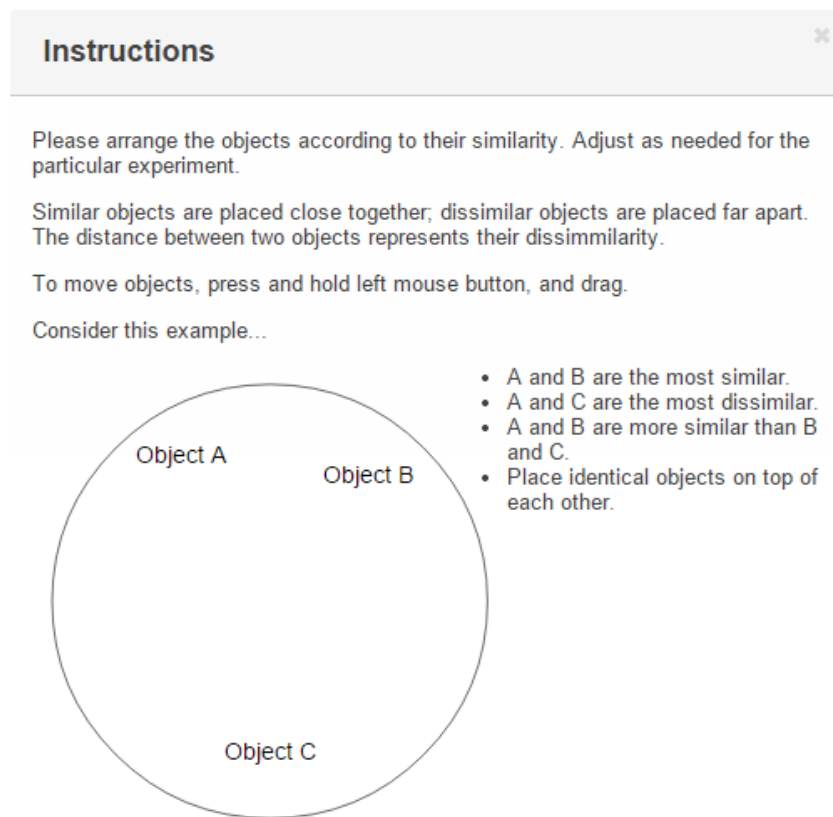 Instructions
Please arrange the objects according to their similarity. Adjust as needed for the
particular experiment.
Similar objects are placed close together; dissimilar objects are placed far apart.
The distance between two objects represents their dissimmilarity.
To move objects, press and hold left mouse button, and drag.
Consider this example...
• A and B are the most similar.
• A and C are the most dissimilar.
• A and B are more similar than B
and C.
• Place identical objects on top of
each other.
Object A
Object B
Object C